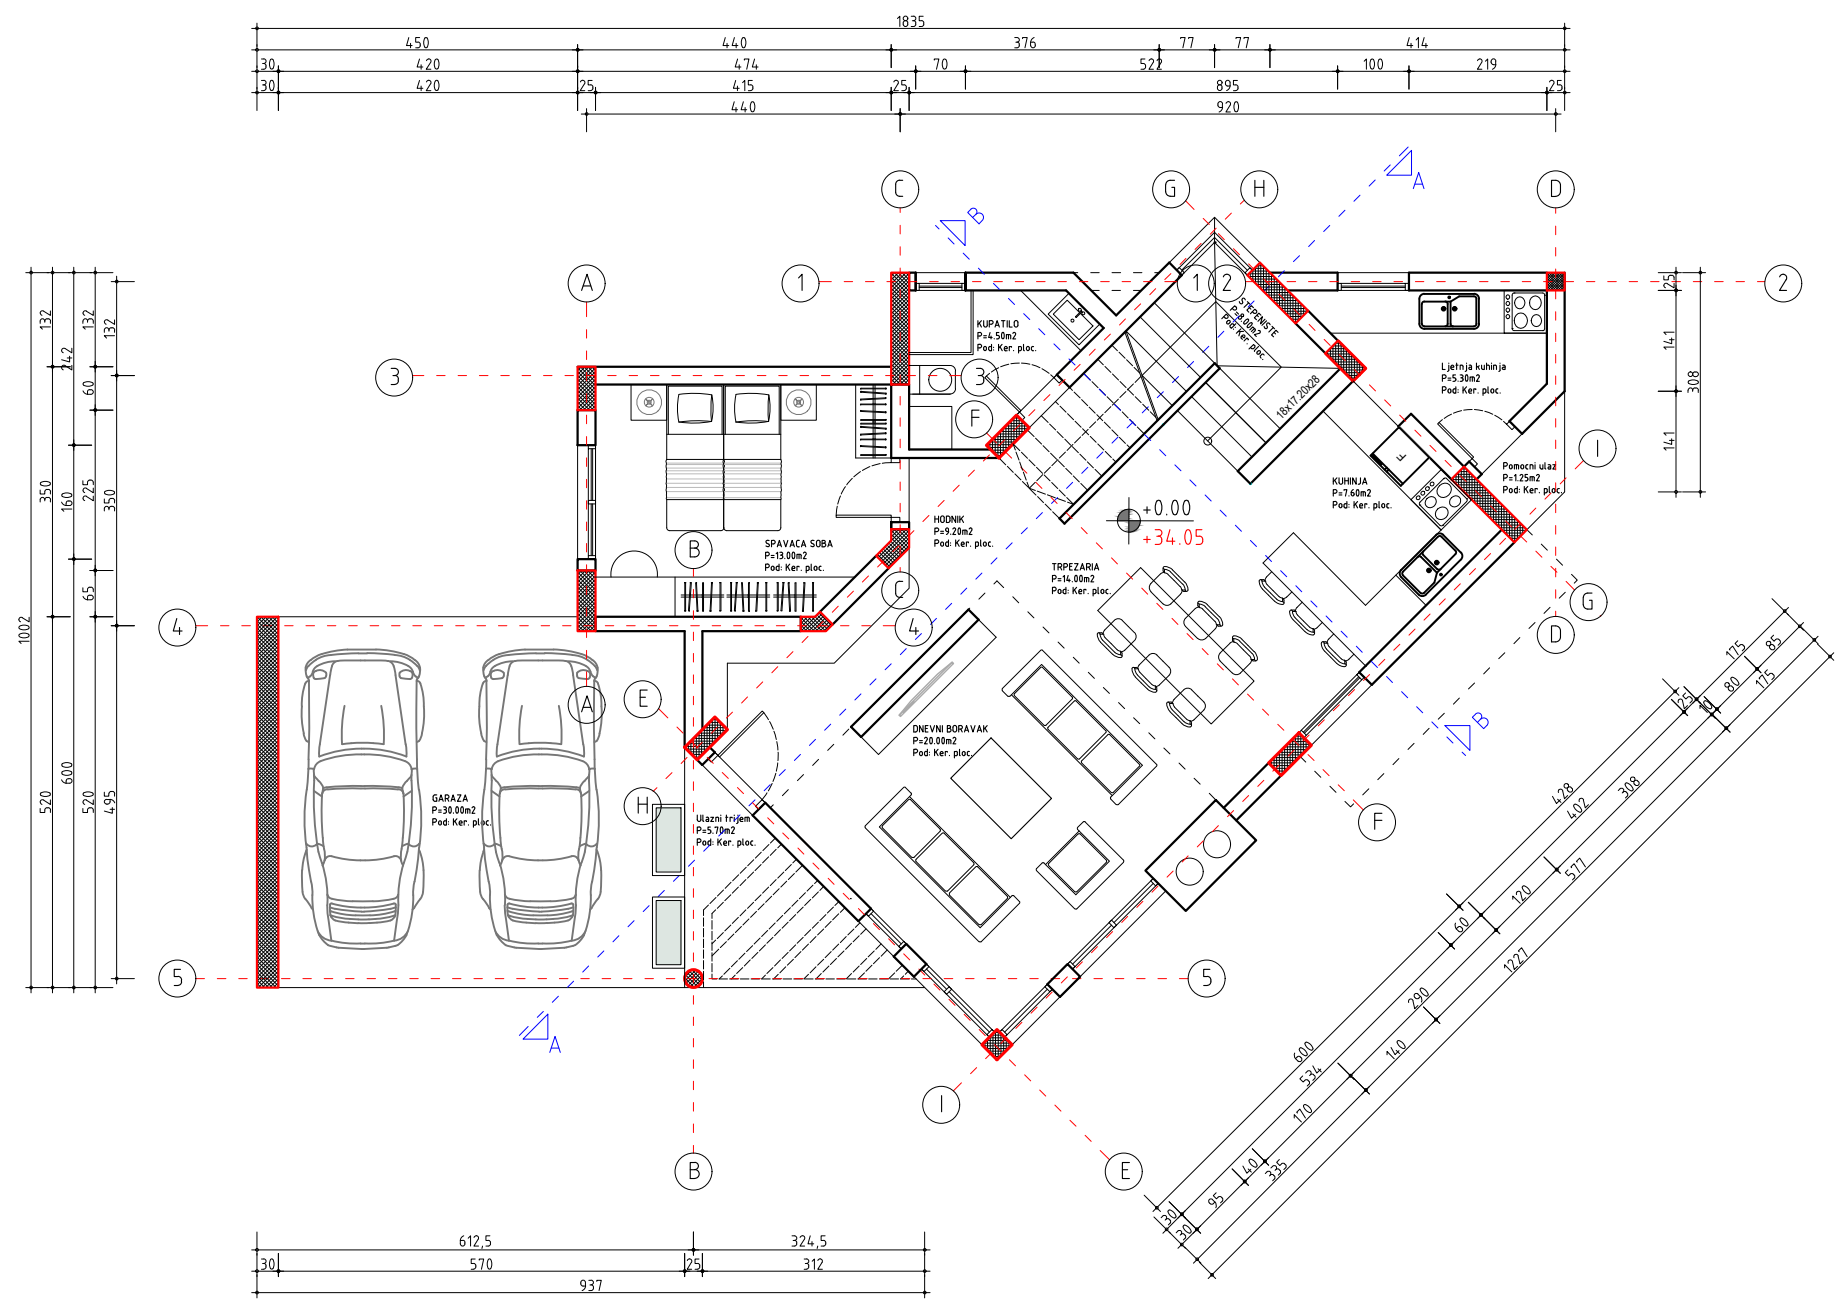 1835
450 440 376 77 77 414
30 420 474 70 522 100 219
30 420 25 415 25 895 25
440 920
A
B
C G H D
A
1 1 2 2
3 3
132 132 132
242
60
350 160 225 350
65
1002
520 600 520 495
25
141
308
141
KUPATILO
P=4.50m2
Pod: Ker. ploc.
STEPENISTE
P=8.00m2
Pod: Ker. ploc.
18x17.20x28
Ljetnja kuhinja
P=5.30m2
Pod: Ker. ploc.
F
I
F
KUHINJA
P=7.60m2
Pod: Ker. ploc.
Pomocni ulaz
P=1.25m2
Pod: Ker. ploc.
+0.00
+34.05
HODNIK
P=9.20m2
Pod: Ker. ploc.
SPAVACA SOBA
P=13.00m2
Pod: Ker. ploc.
B
TRPEZARIA
P=14.00m2
Pod: Ker. ploc.
C G
4 4 D
A E
DNEVNI BORAVAK
P=20.00m2
Pod: Ker. ploc.
B
GARAZA
P=30.00m2
Pod: Ker. ploc.
H
Ulazni trijem
P=5.70m2
Pod: Ker. ploc.
F
5 5
A
I
B E
175 85
25 80 175
10
428
402 308
60 120 577
1227
290
600 140
534
170
40 335
95
30
30
612,5 324,5
30 570 25 312
937